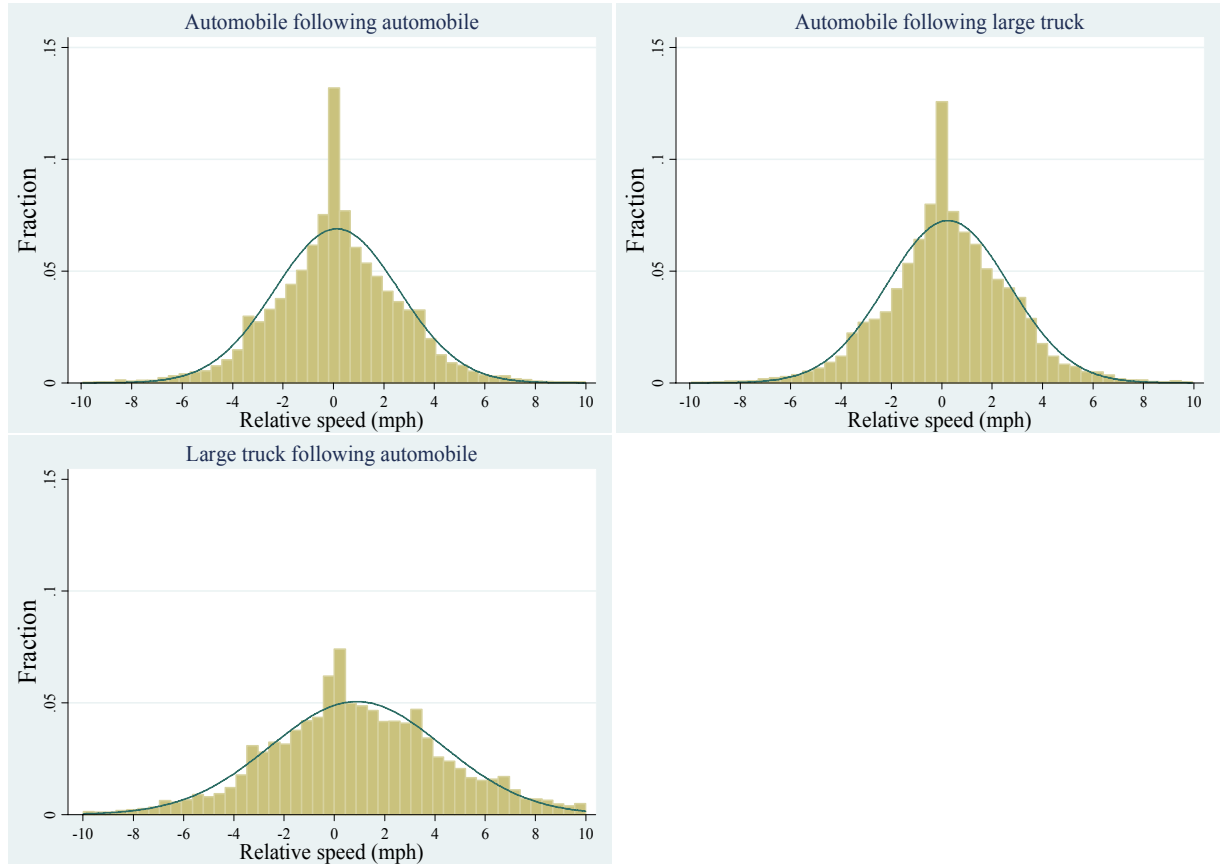 Automobile following automobile
.15
.1
.05
0
Fraction
-10 -8 -6 -4 -2 0 2 4 6 8 10
Relative speed (mph)
Automobile following large truck
.15
.1
.05
0
Fraction
-10 -8 -6 -4 -2 0 2 4 6 8 10
Relative speed (mph)
Large truck following automobile
.15
.1
.05
0
Fraction
-10 -8 -6 -4 -2 0 2 4 6 8 10
Relative speed (mph)